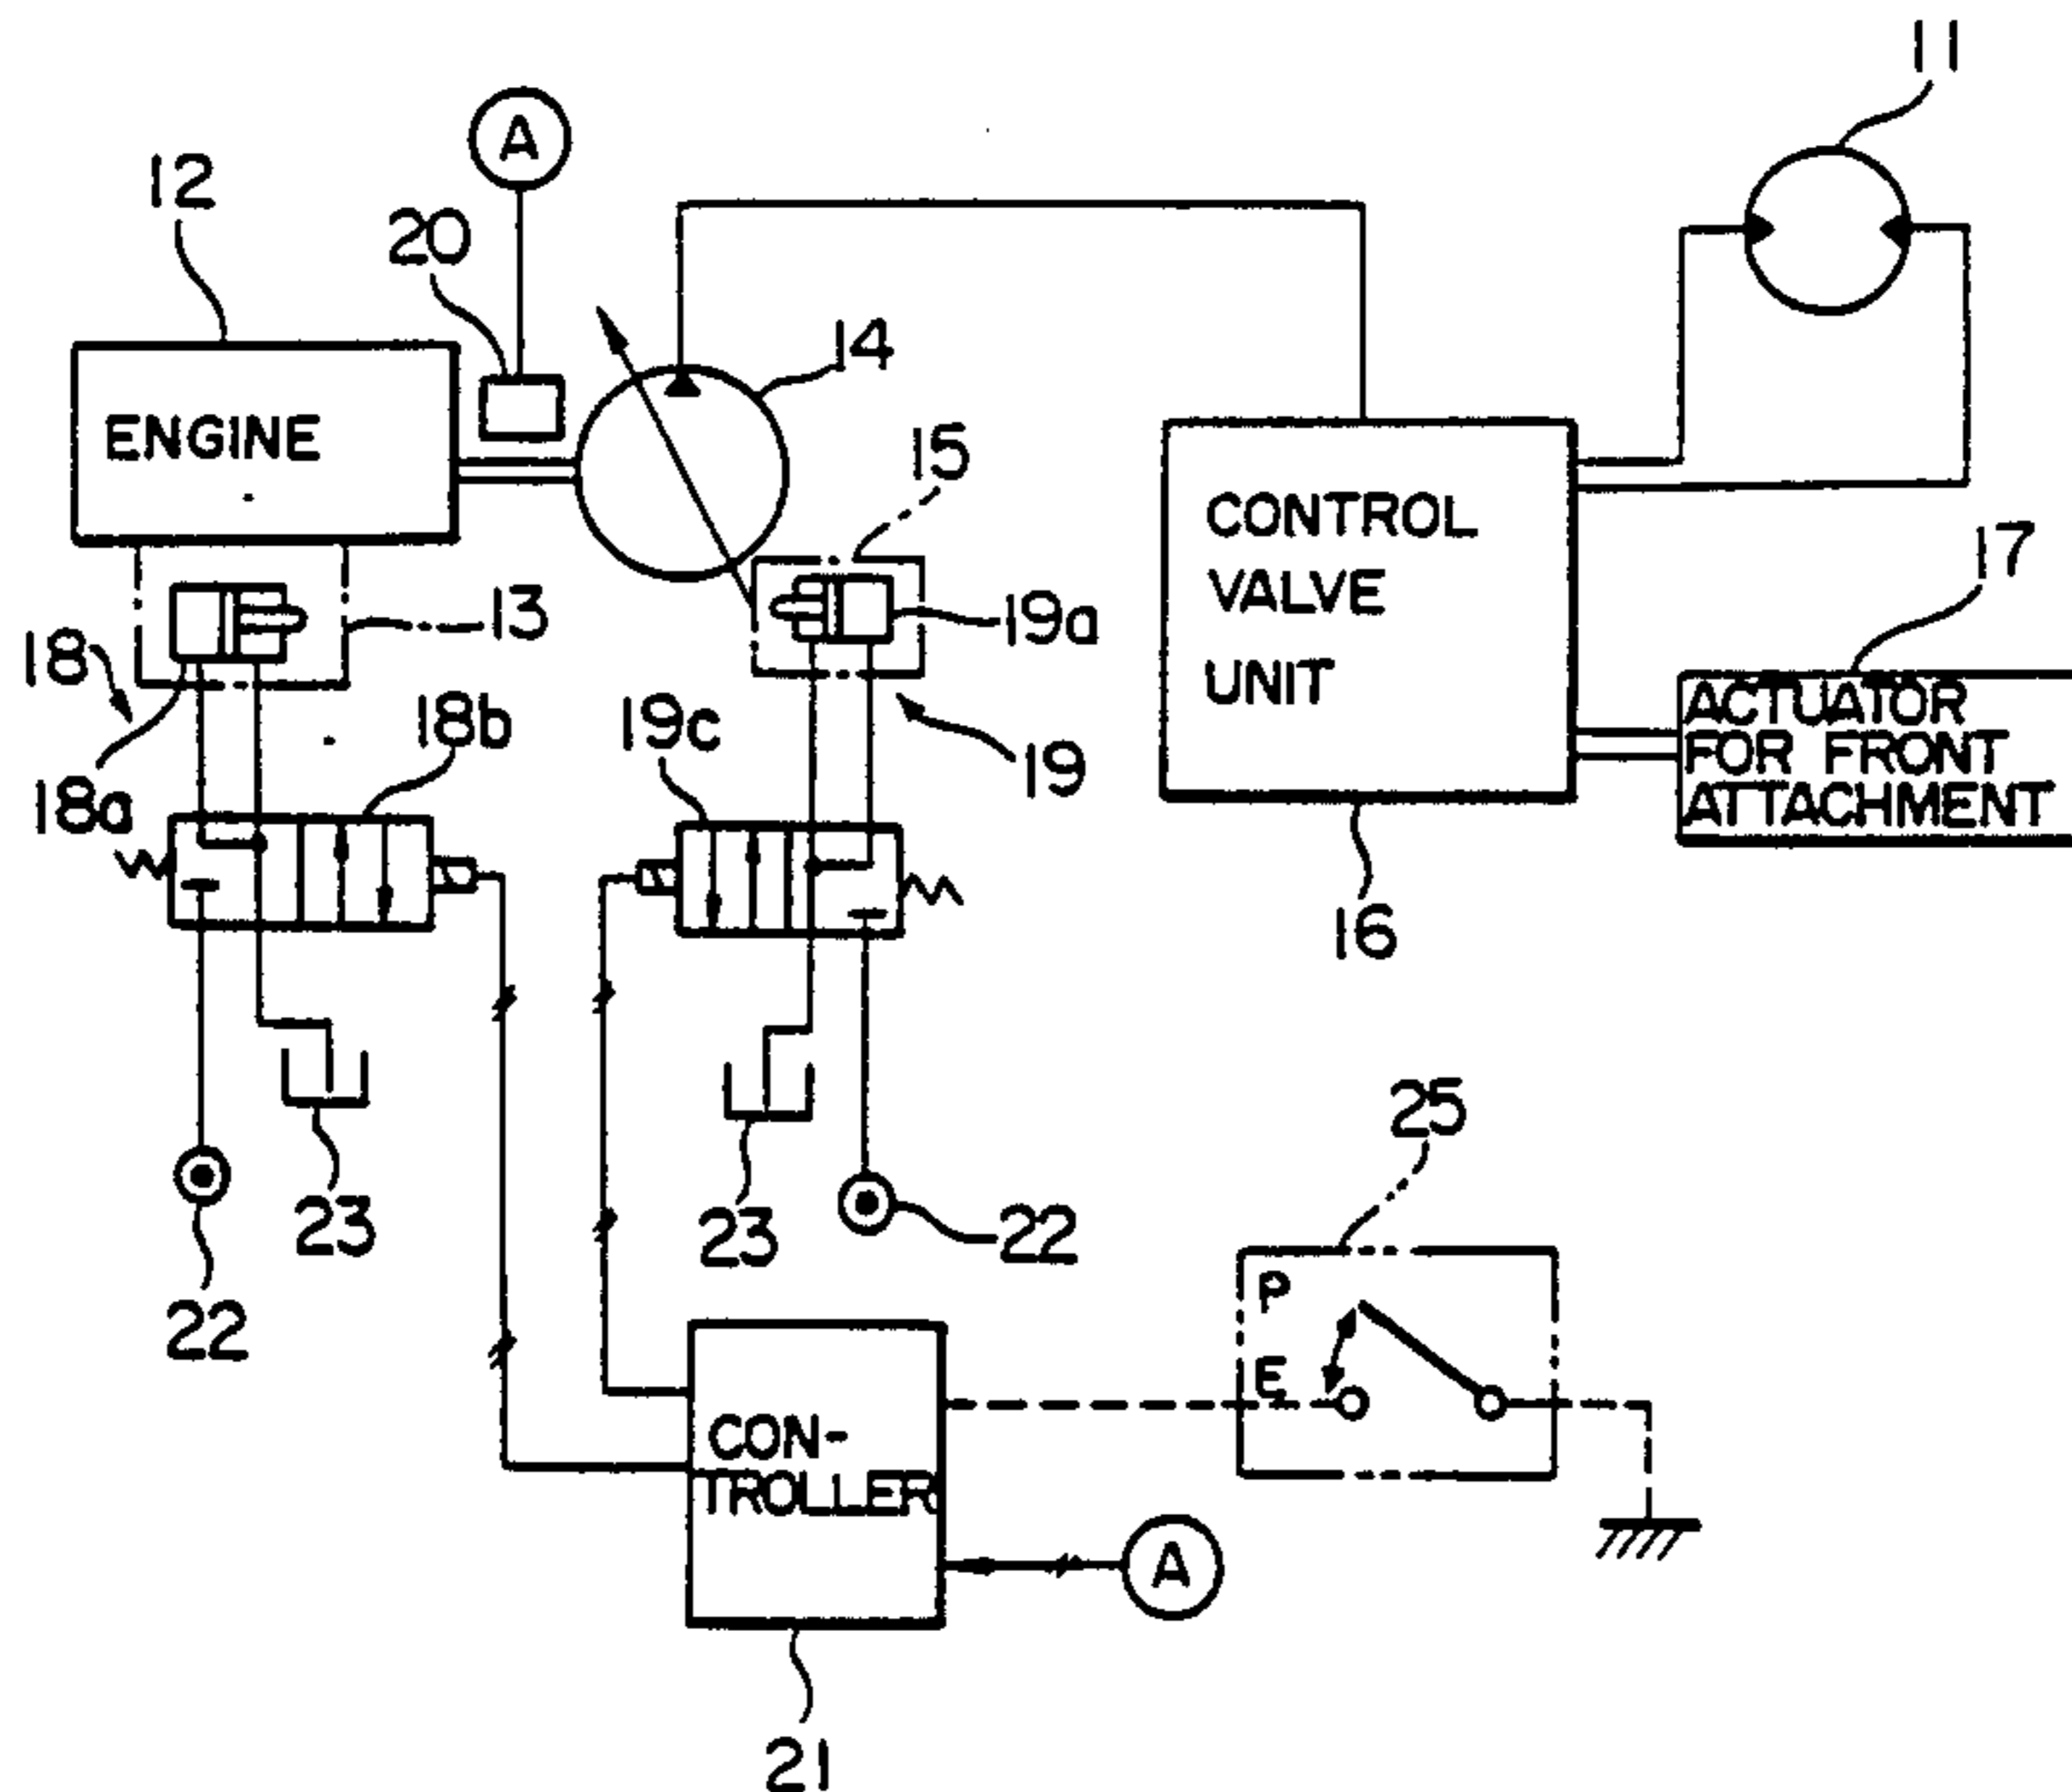 11
A
12
20
14
ENGINE
15
CONTROL
VALVE
UNIT
17
13
19a
18
18b
19c
19
ACTUATOR
FOR FRONT
ATTACHMENT
18a
16
25
23
23
22
22
P
E
CON-
TROLLER
A
21